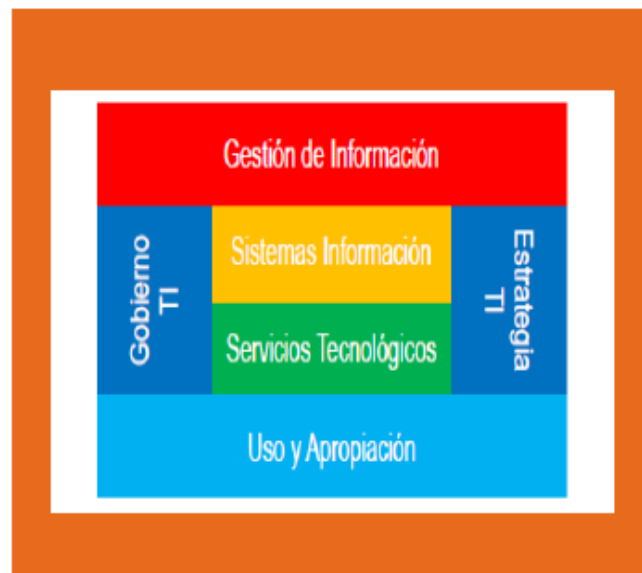 Gestión de Información
Gobierno
TI
Sistemas Información
Servicios Tecnológicos
Estrategia
TI
Uso y Apropiación